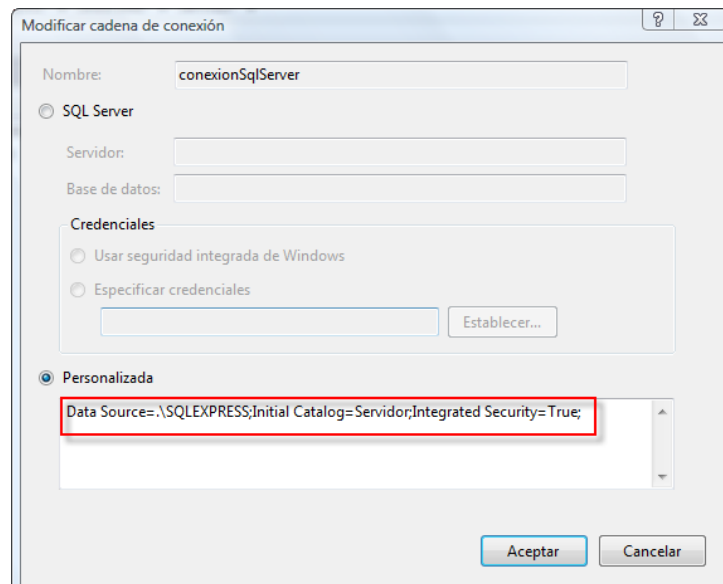 Modificar cadena de conexión
Nombre: conexionSqlServer
SQL Server
Servidor:
Base de datos:
Credenciales
Usar seguridad integrada de Windows
Especificar credenciales
Establecer...
Personalizada
Data Source=.\SQLEXPRESS;Initial Catalog=Servidor;Integrated Security=True;
Aceptar Cancelar